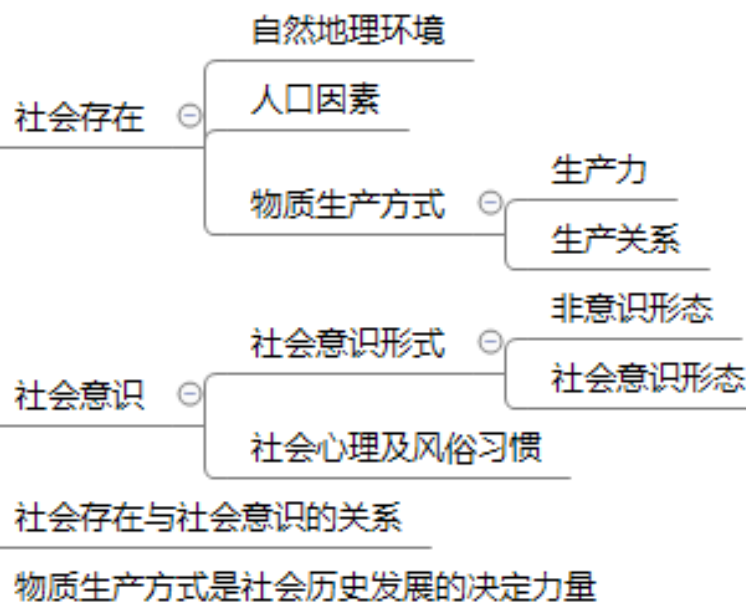 自然地理环境
社会存在
人口因素
物质生产方式
生产力
生产关系
社会意识
社会意识形式
非意识形态
社会意识形态
社会心理及风俗习惯
社会存在与社会意识的关系
物质生产方式是社会历史发展的决定力量